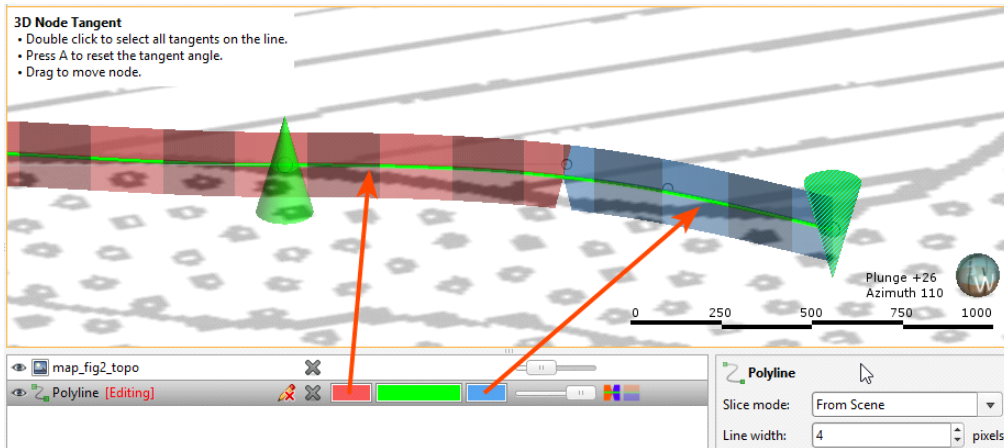 3D Node Tangent
• Double click to select all tangents on the line.
• Press A to reset the tangent angle.
• Drag to move node.
W
Plunge +26
Azimuth 110
0 250 500 750 1000
map_fig2_topo
Polyline [Editing]
Polyline
Slice mode: From Scene
Line width: 4 pixels